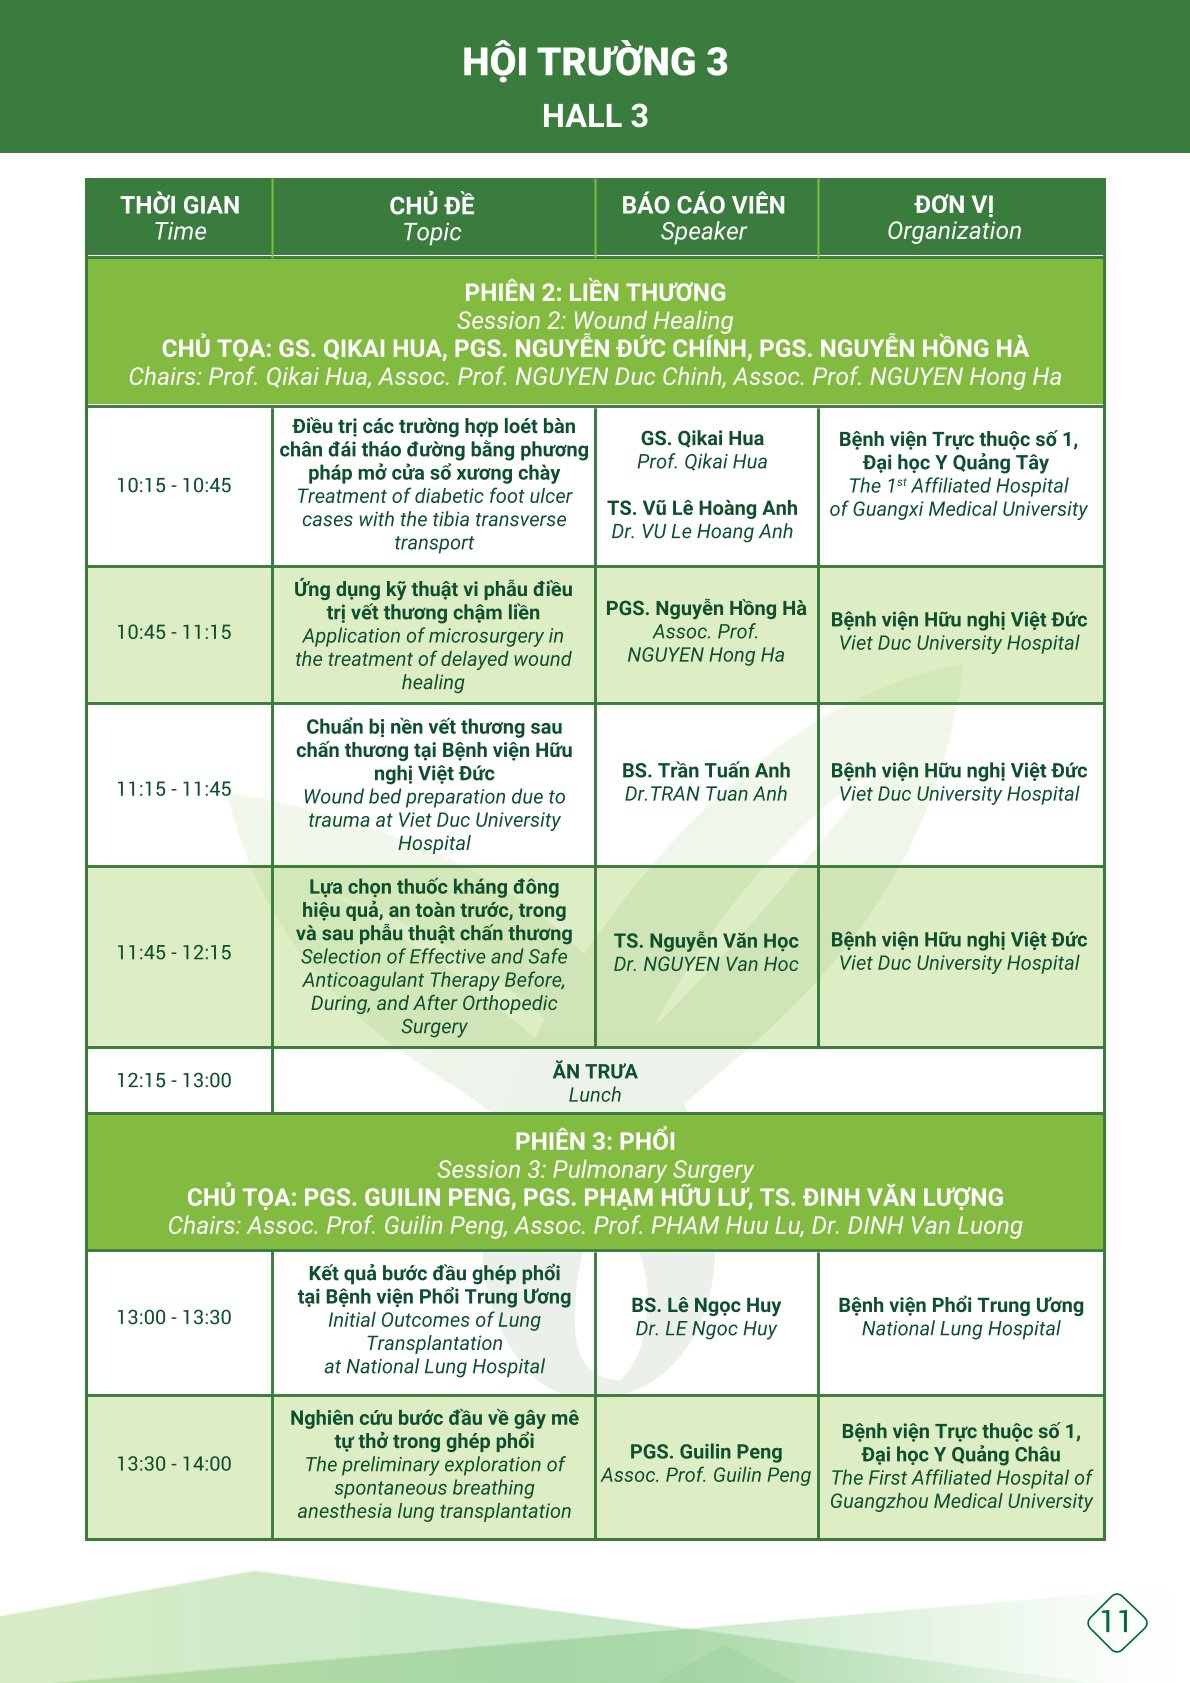 HỘI TRƯỜNG 3
HALL 3
THỜI GIAN
Time
CHỦ ĐỀ
Topic
BÁO CÁO VIÊN
Speaker
ĐƠN VỊ
Organization
PHIÊN 2: LIỀN THƯƠNG
Session 2: Wound Healing
CHỦ TỌA: GS. QIKAI HUA, PGS. NGUYỄN ĐỨC CHÍNH, PGS. NGUYỄN HỒNG HÀ
Chairs: Prof. Qikai Hua, Assoc. Prof. NGUYEN Duc Chinh, Assoc. Prof. NGUYEN Hong Ha
10:15 - 10:45
Điều trị các trường hợp loét bàn
chân đái tháo đường bằng phương
pháp mở cửa sổ xương chày
Treatment of diabetic foot ulcer
cases with the tibia transverse
transport
GS. Qikai Hua
Prof. Qikai Hua
TS. Vũ Lê Hoàng Anh
Dr. VU Le Hoang Anh
Bệnh viện Trực thuộc số 1,
Đại học Y Quảng Tây
The 1st Affiliated Hospital
of Guangxi Medical University
10:45 - 11:15
Ứng dụng kỹ thuật vi phẫu điều
trị vết thương chậm liền
Application of microsurgery in
the treatment of delayed wound
healing
PGS. Nguyễn Hồng Hà
Assoc. Prof.
NGUYEN Hong Ha
Bệnh viện Hữu nghị Việt Đức
Viet Duc University Hospital
11:15 - 11:45
Chuẩn bị nền vết thương sau
chấn thương tại Bệnh viện Hữu
nghị Việt Đức
Wound bed preparation due to
trauma at Viet Duc University
Hospital
BS. Trần Tuấn Anh
Dr.TRAN Tuan Anh
Bệnh viện Hữu nghị Việt Đức
Viet Duc University Hospital
11:45 - 12:15
Lựa chọn thuốc kháng đông
hiệu quả, an toàn trước, trong
và sau phẫu thuật chấn thương
Selection of Effective and Safe
Anticoagulant Therapy Before,
During, and After Orthopedic
Surgery
TS. Nguyễn Văn Học
Dr. NGUYEN Van Hoc
Bệnh viện Hữu nghị Việt Đức
Viet Duc University Hospital
12:15 - 13:00
ĂN TRƯA
Lunch
PHIÊN 3: PHỔI
Session 3: Pulmonary Surgery
CHỦ TỌA: PGS. GUILIN PENG, PGS. PHẠM HỮU LƯ, TS. ĐINH VĂN LƯỢNG
Chairs: Assoc. Prof. Guilin Peng, Assoc. Prof. PHAM Huu Lu, Dr. DINH Van Luong
13:00 - 13:30
Kết quả bước đầu ghép phổi
tại Bệnh viện Phổi Trung Ương
Initial Outcomes of Lung
Transplantation
at National Lung Hospital
BS. Lê Ngọc Huy
Dr. LE Ngoc Huy
Bệnh viện Phổi Trung Ương
National Lung Hospital
13:30 - 14:00
Nghiên cứu bước đầu về gây mê
tự thở trong ghép phổi
The preliminary exploration of
spontaneous breathing
anesthesia lung transplantation
PGS. Guilin Peng
Assoc. Prof. Guilin Peng
Bệnh viện Trực thuộc số 1,
Đại học Y Quảng Châu
The First Affiliated Hospital of
Guangzhou Medical University
11